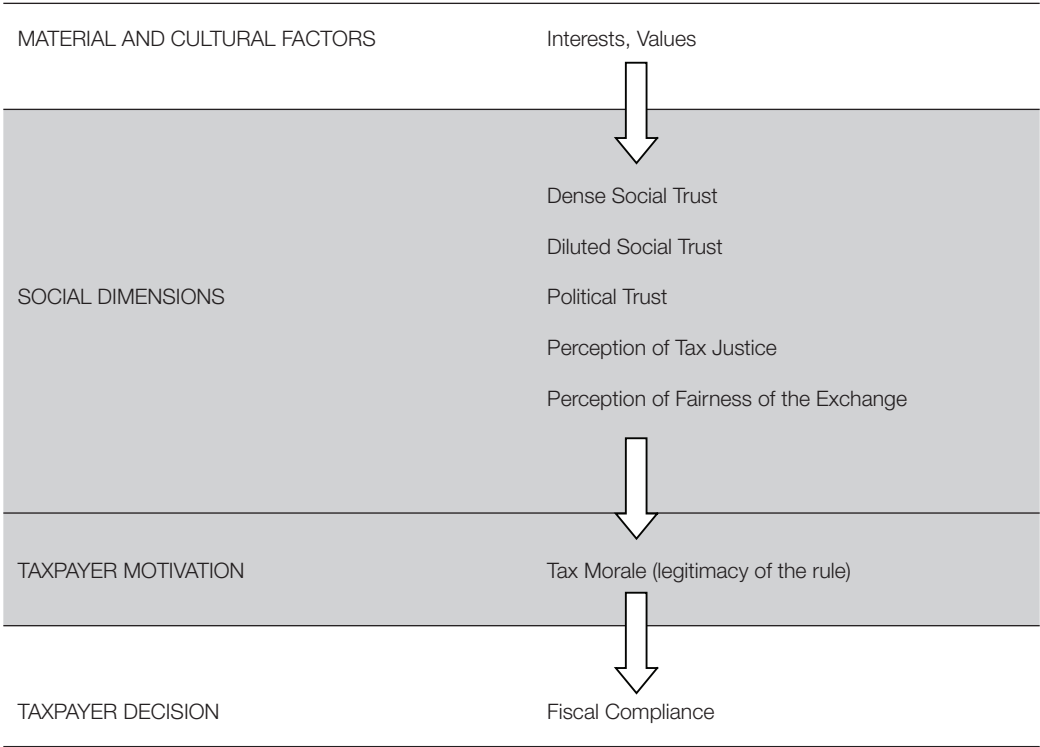 MATERIAL AND CULTURAL FACTORS
Interests, Values
Dense Social Trust
Diluted Social Trust
SOCIAL DIMENSIONS
Political Trust
Perception of Tax Justice
Perception of Fairness of the Exchange
TAXPAYER MOTIVATION
Tax Morale (legitimacy of the rule)
TAXPAYER DECISION
Fiscal Compliance